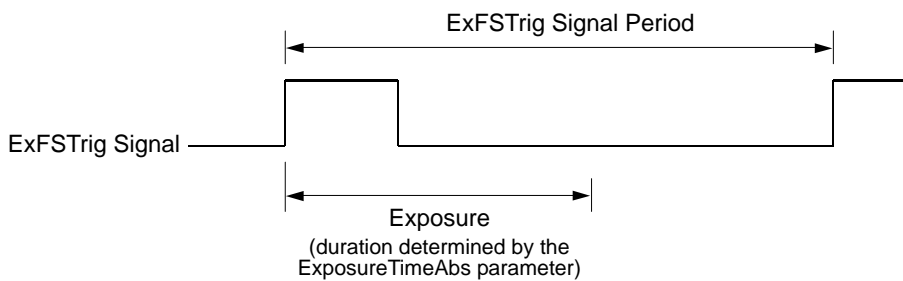 ExFSTrig Signal Period
ExFSTrig Signal
Exposure
(duration determined by the
ExposureTimeAbs parameter)